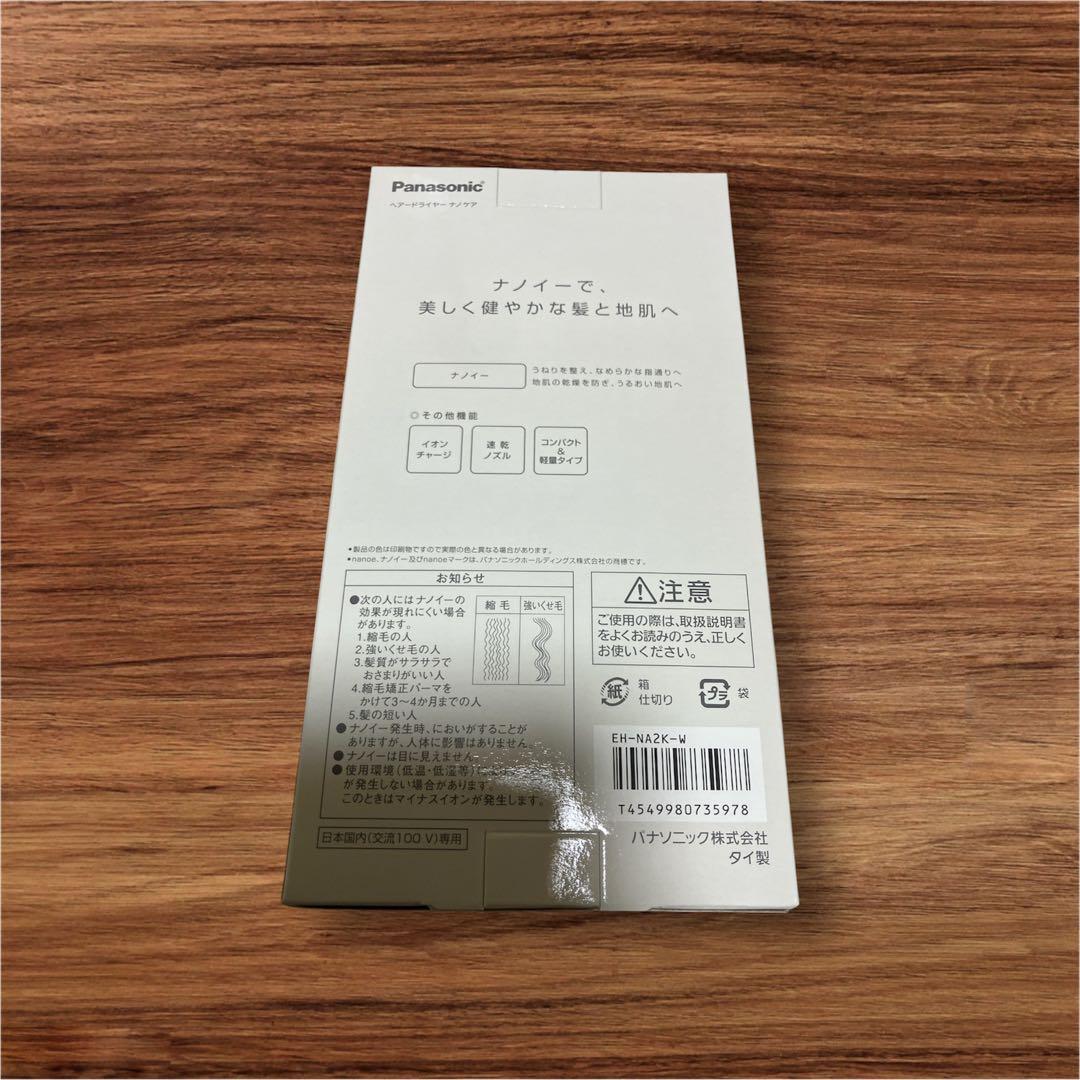 Panasonic®
ヘアードライヤー ナノケア
ナノイーで、
美しく健やかな髪と地肌へ
ナノイー
うねりを整え、なめらかな指通りへ
地肌の乾燥を防ぎ、うるおい地肌へ
◎その他機能
イオン
チャージ
速乾
ノズル
コンパクト
&
軽量タイプ
●製品の色は印刷物ですので実際の色と異なる場合があります。
●nanoe、ナノイー及びnanoeマークは、パナソニックホールディングス株式会社の商標です。
お知らせ
●次の人にはナノイーの
効果が現れにくい場合
があります。
1.縮毛の人
2.強いくせ毛の人
3.髪質がサラサラで
おさまりがいい人
4.縮毛矯正パーマを
かけて3～4か月までの人
5.髪の短い人
縮毛
強いくせ毛
●ナノイー発生時、においがすることが
ありますが、人体に影響はありません。
●ナノイーは目に見えません
●使用環境(低温・低湿等)に
が発生しない場合があります。
このときはマイナスイオンが発生します。
日本国内(交流100 V)専用
⚠注意
ご使用の際は、取扱説明書
をよくお読みのうえ、正しく
お使いください。
紙
箱
仕切り
プラ
袋
EH-NA2K-W
T4549980735978
パナソニック株式会社
タイ製